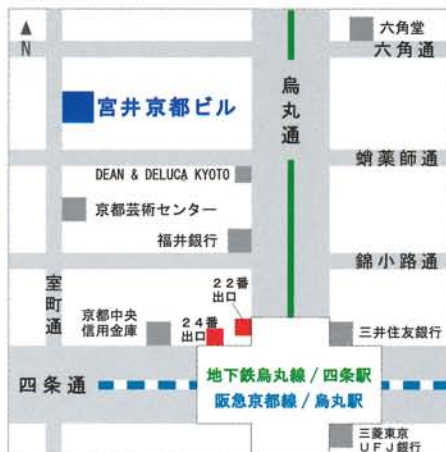 N
六角堂
六角通
烏丸通
宮井京都ビル
蛸薬師通
DEAN & DELUCA KYOTO
京都芸術センター
福井銀行
錦小路通
室町通
22番
出口
京都中央
信用金庫
24番
出口
三井住友銀行
四条通
地下鉄烏丸線 / 四条駅
阪急京都線 / 烏丸駅
三菱東京
UFJ銀行